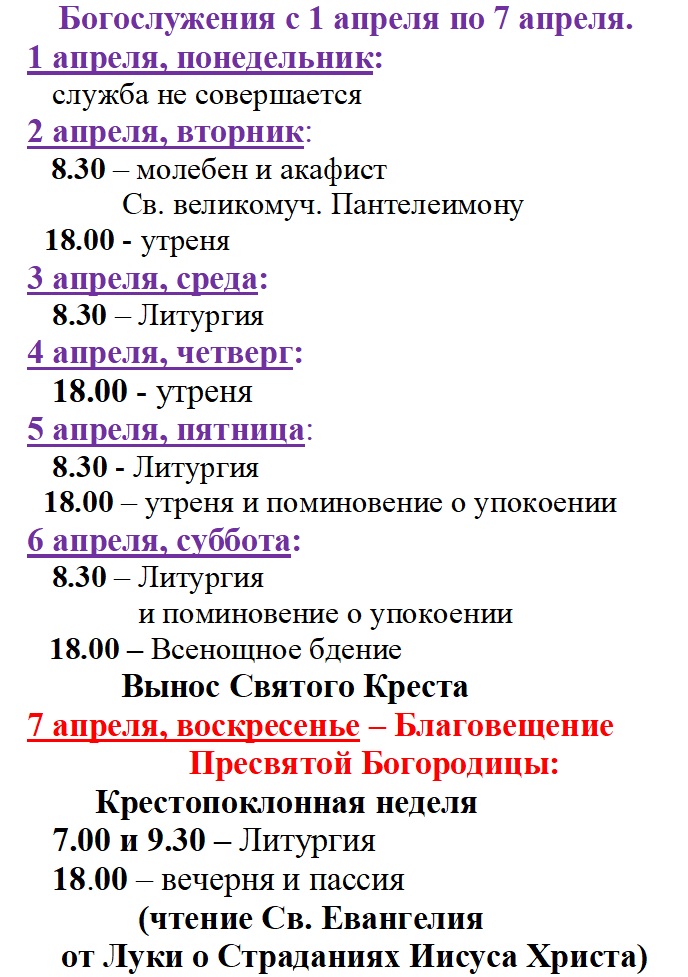 Богослужения с 1 апреля по 7 апреля.
1 апреля, понедельник:
служба не совершается
2 апреля, вторник:
8.30 – молебен и акафист
Св. великомуч. Пантелеимону
18.00 - утреня
3 апреля, среда:
8.30 – Литургия
4 апреля, четверг:
18.00 - утреня
5 апреля, пятница:
8.30 - Литургия
18.00 – утреня и поминовение о упокоении
6 апреля, суббота:
8.30 – Литургия
и поминовение о упокоении
18.00 – Всенощное бдение
Вынос Святого Креста
7 апреля, воскресенье – Благовещение
Пресвятой Богородицы:
Крестопоклонная неделя
7.00 и 9.30 – Литургия
18.00 – вечерня и пассия
(чтение Св. Евангелия
от Луки о Страданиях Иисуса Христа)